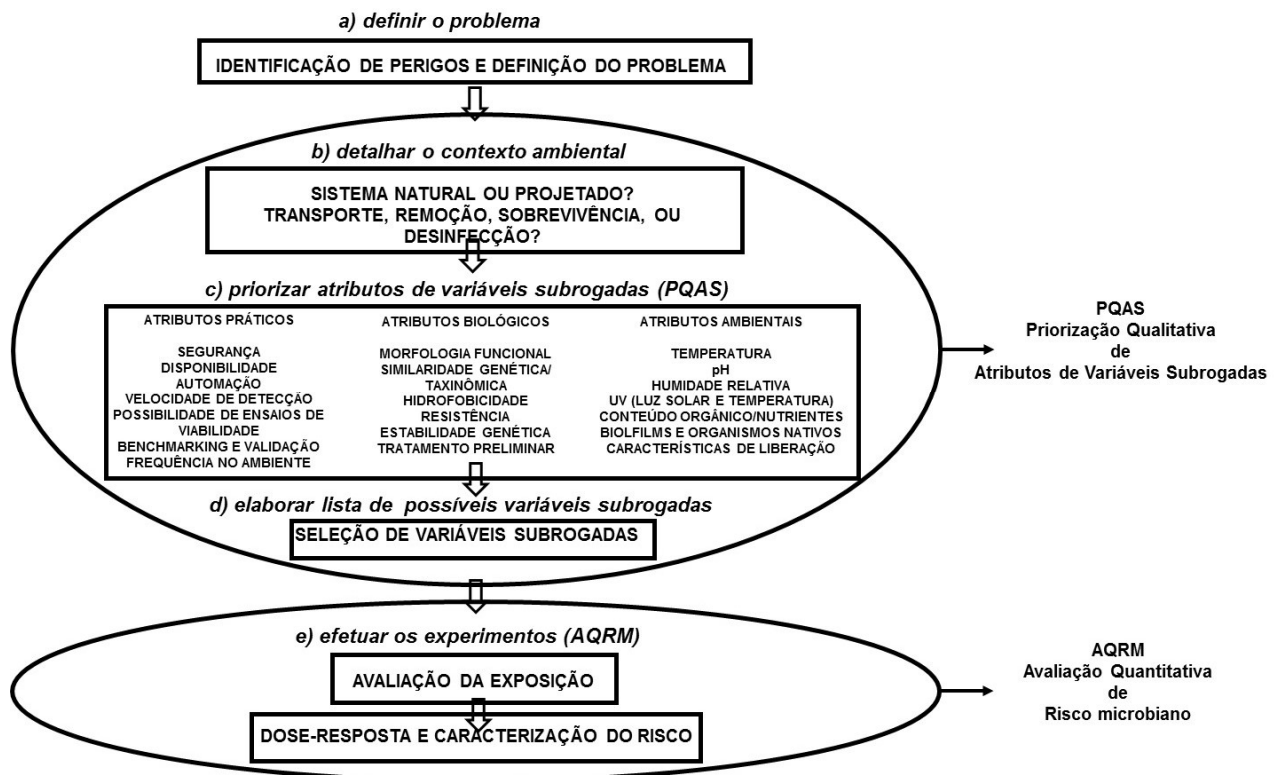 a) definir o problema
IDENTIFICAÇÃO DE PERIGOS E DEFINIÇÃO DO PROBLEMA
b) detalhar o contexto ambiental
SISTEMA NATURAL OU PROJETADO?
TRANSPORTE, REMOÇÃO, SOBREVIVÊNCIA, OU
DESINFECÇÃO?
c) priorizar atributos de variáveis subrogadas (PQAS)
ATRIBUTOS PRÁTICOS
SEGURANÇA
DISPONIBILIDADE
AUTOMAÇÃO
VELOCIDADE DE DETECÇÃO
POSSIBILIDADE DE ENSAIOS DE
VIABILIDADE
BENCHMARKING E VALIDAÇÃO
FREQUÊNCIA NO AMBIENTE
ATRIBUTOS BIOLÓGICOS
MORFOLOGIA FUNCIONAL
SIMILARIDADE GENÉTICA/
TAXINÔMICA
HIDROFOBICIDADE
RESISTÊNCIA
ESTABILIDADE GENÉTICA
TRATAMENTO PRELIMINAR
ATRIBUTOS AMBIENTAIS
TEMPERATURA
pH
HUMIDADE RELATIVA
UV (LUZ SOLAR E TEMPERATURA)
CONTEÚDO ORGÂNICO/NUTRIENTES
BIOLFILMS E ORGANISMOS NATIVOS
CARACTERÍSTICAS DE LIBERAÇÃO
PQAS
Priorização Qualitativa
de
Atributos de Variáveis Subrogadas
d) elaborar lista de possíveis variáveis subrogadas
SELEÇÃO DE VARIÁVEIS SUBROGADAS
e) efetuar os experimentos (AQRM)
AVALIAÇÃO DA EXPOSIÇÃO
DOSE-RESPOSTA E CARACTERIZAÇÃO DO RISCO
AQRM
Avaliação Quantitativa
de
Risco microbiano